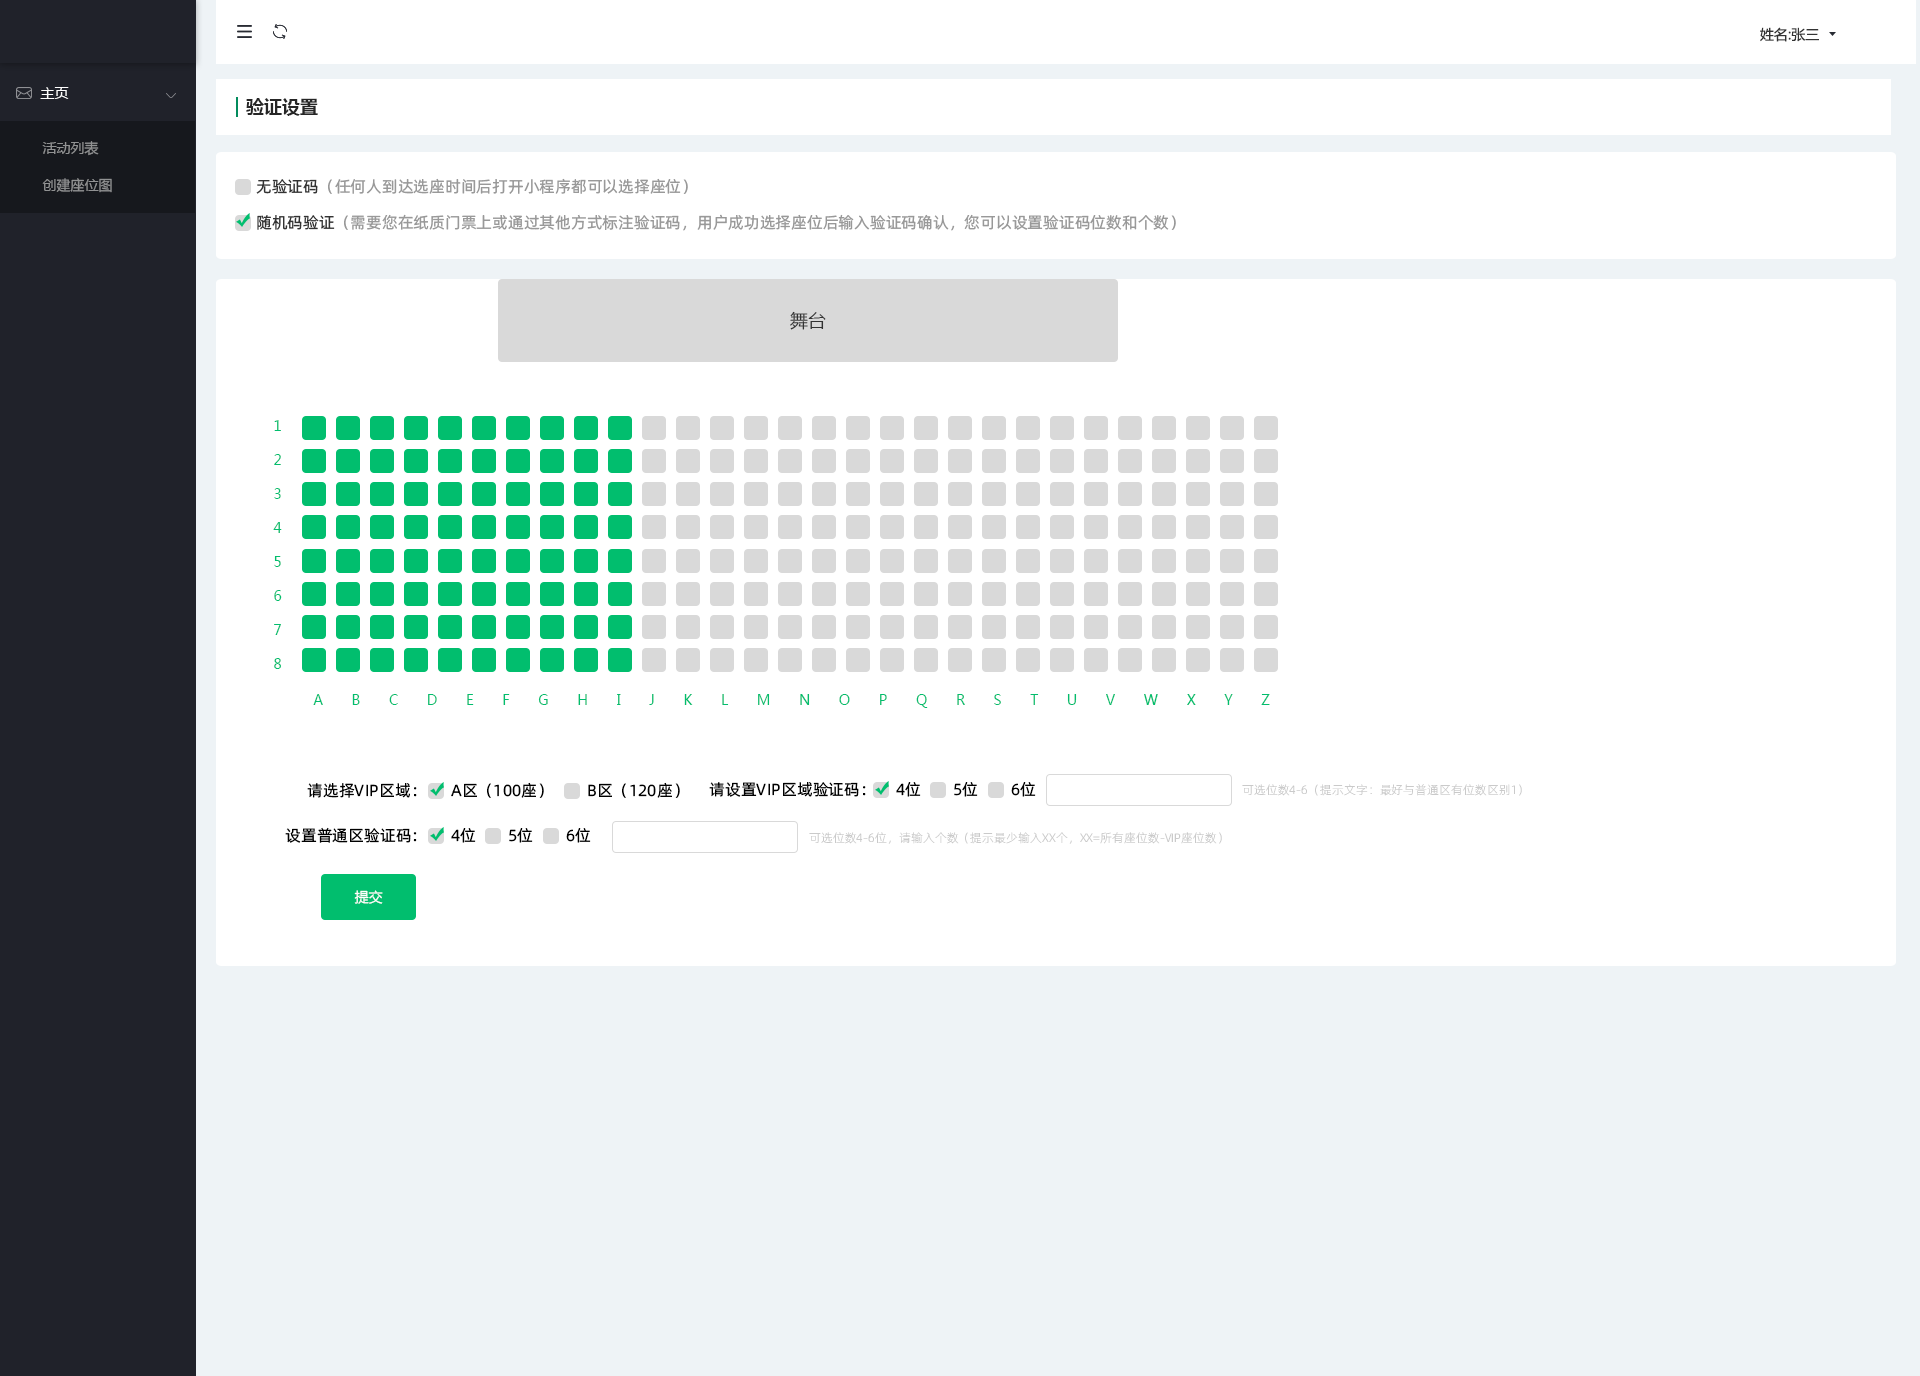 姓名:张三
主页
活动列表
创建座位图
验证设置
无验证码（任何人到达选座时间后打开小程序都可以选择座位）
随机码验证（需要您在纸质门票上或通过其他方式标注验证码，用户成功选择座位后输入验证码确认，您可以设置验证码位数和个数）
舞台
1
2
3
4
5
6
7
8
A B C D E F G H I J K L M N O P Q R S T U V W X Y Z
请选择VIP区域： A区（100座） B区（120座） 请设置VIP区域验证码： 4位 5位 6位 可选位数4-6（提示文字：最好与普通区有位数区别1）
设置普通区验证码： 4位 5位 6位 可选位数4-6位，请输入个数（提示最少输入XX个，XX=所有座位数-VIP座位数）
提交